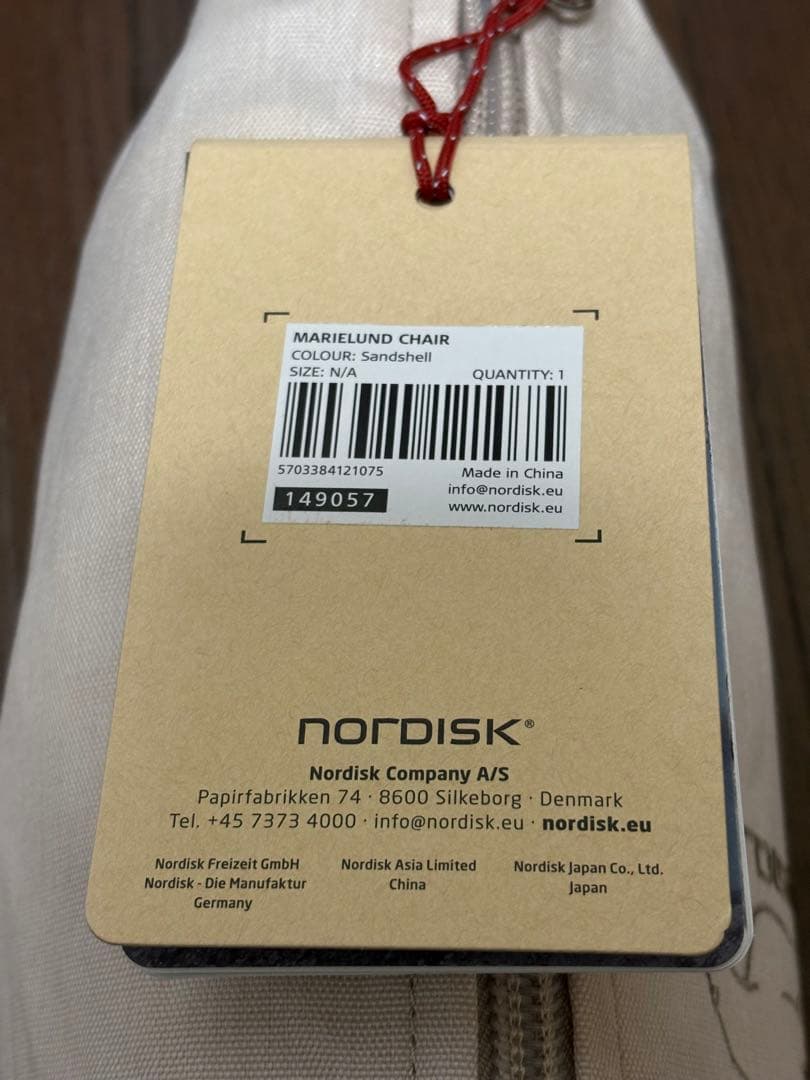 MARIELUND CHAIR
COLOUR: Sandshell
SIZE: N/A QUANTITY: 1
5703384121075 Made in China
149057 info@nordisk.eu
www.nordisk.eu
nordisk®
Nordisk Company A/S
Papirfabrikken 74 · 8600 Silkeborg · Denmark
Tel. +45 7373 4000 · info@nordisk.eu · nordisk.eu
Nordisk Freizeit GmbH
Nordisk - Die Manufaktur
Germany
Nordisk Asia Limited
China
Nordisk Japan Co., Ltd.
Japan